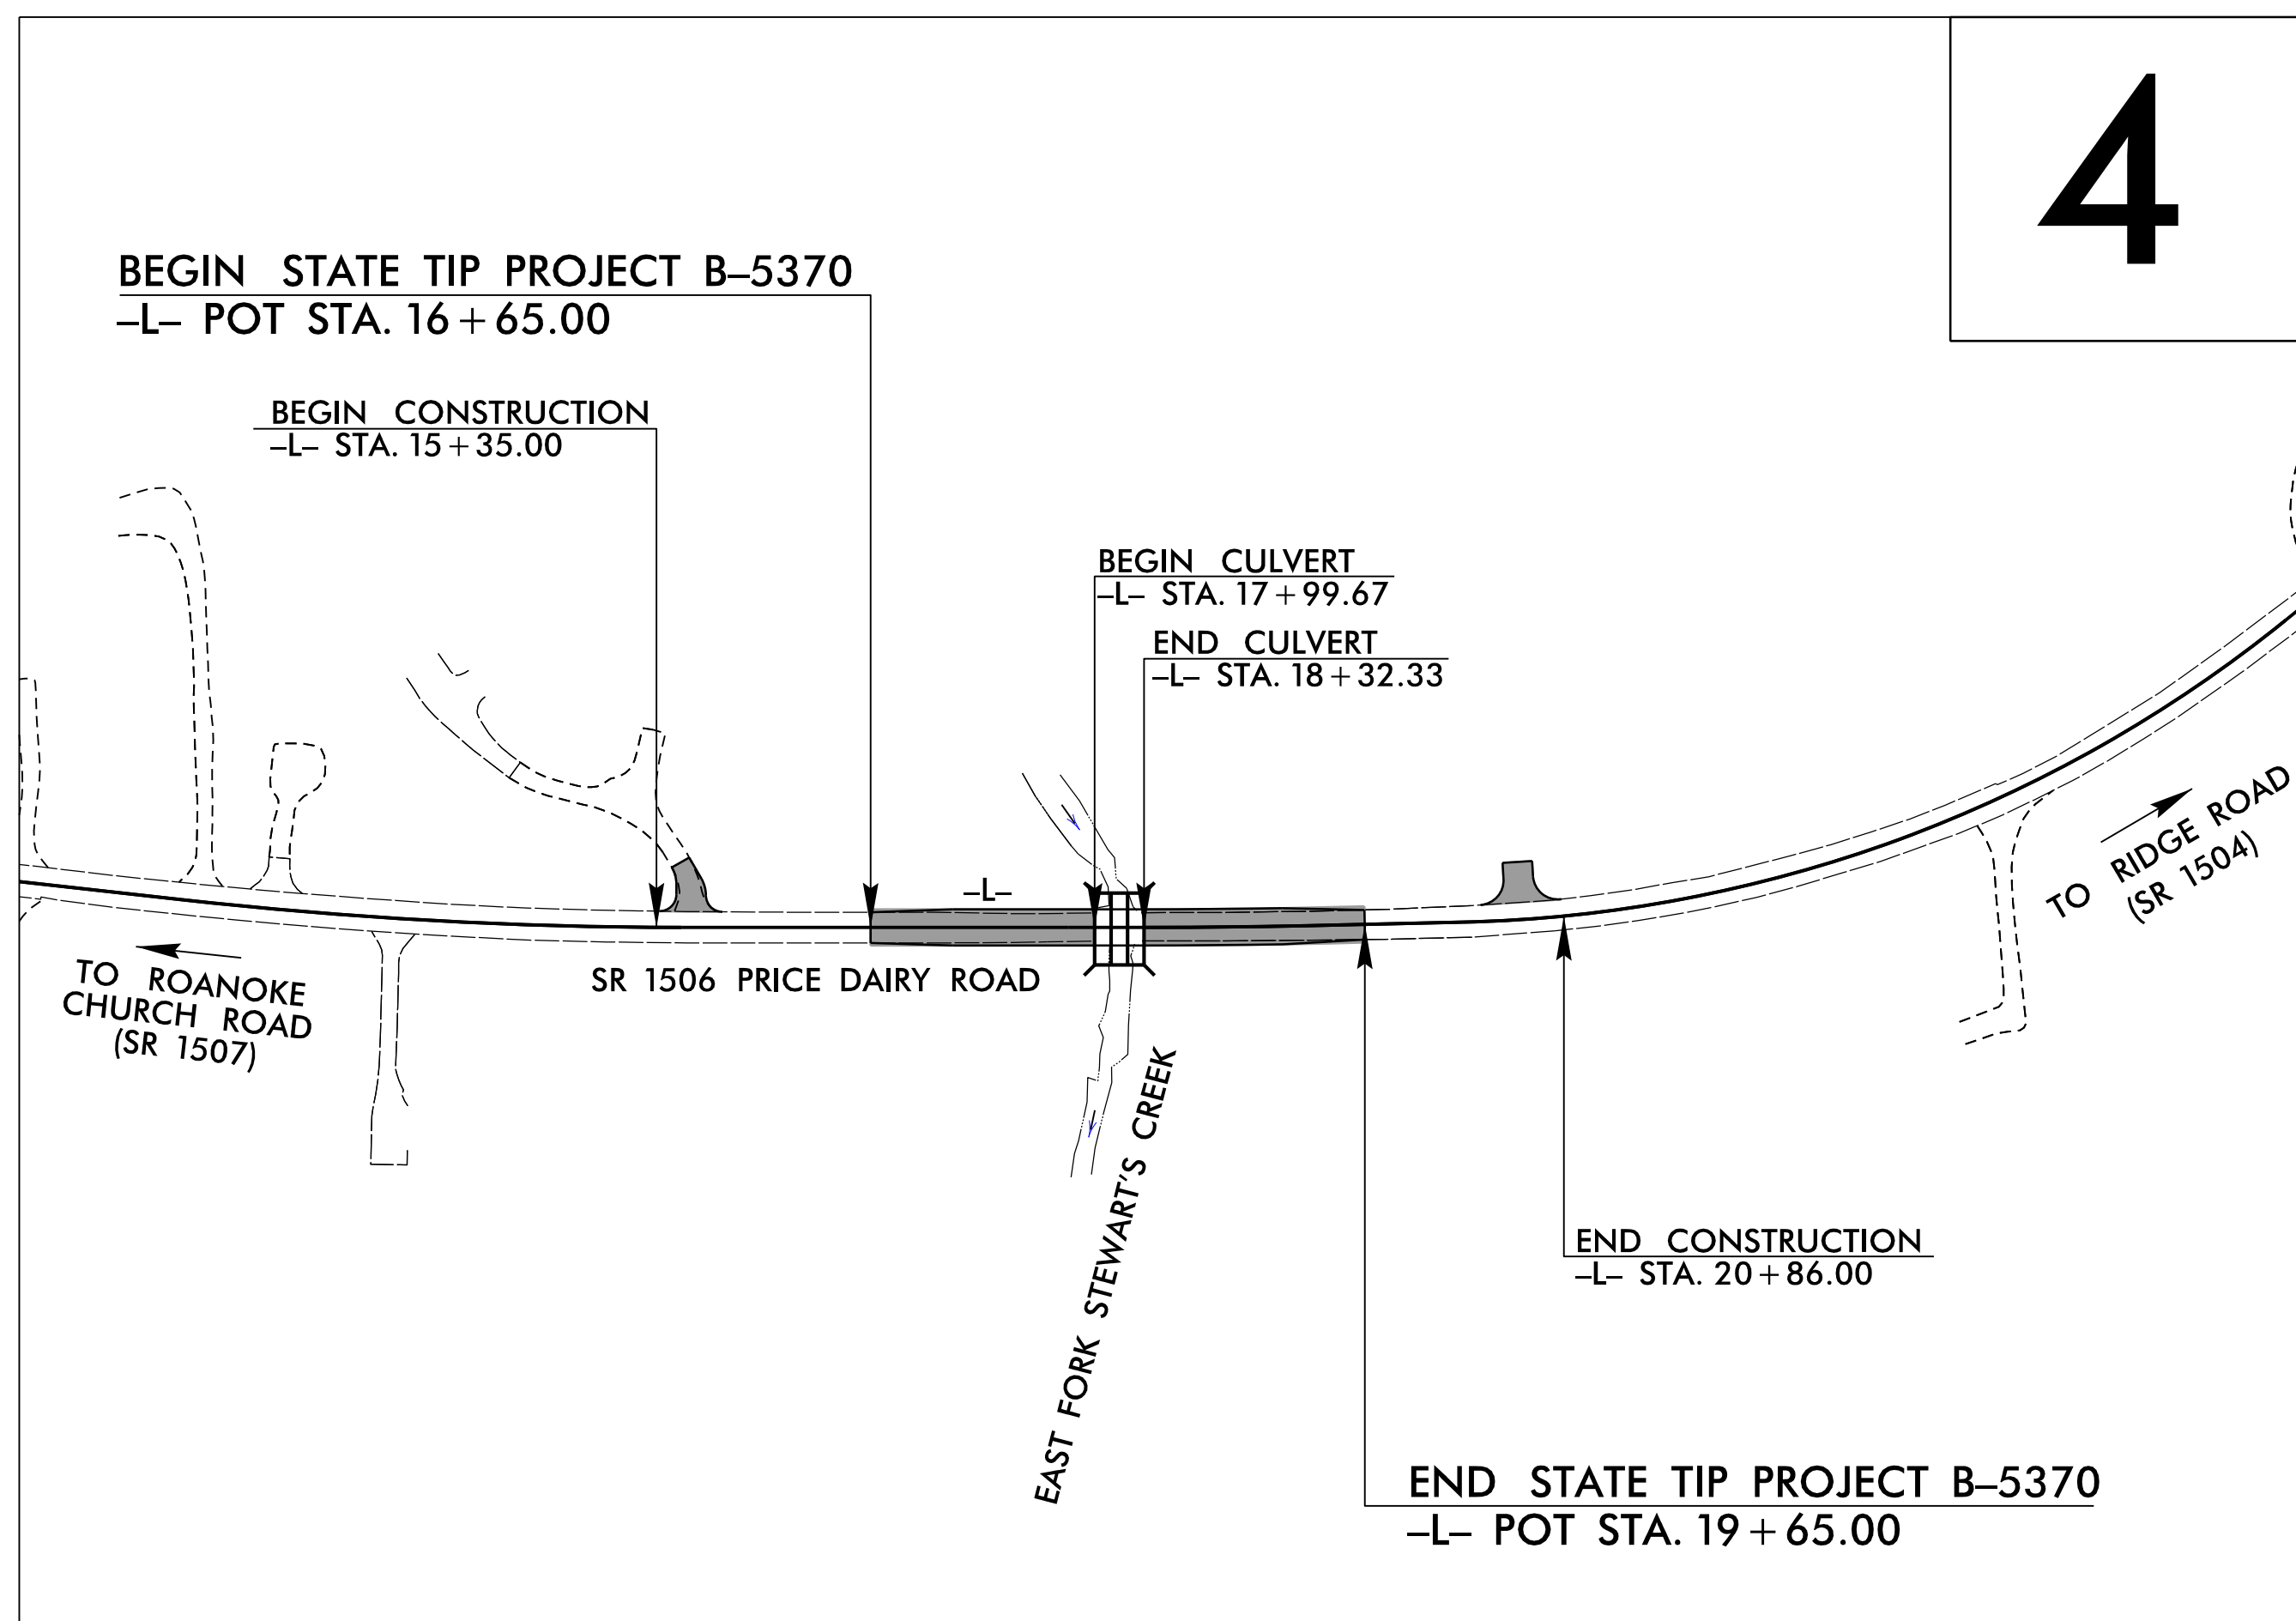 4
BEGIN STATE TIP PROJECT B–5370
–L– POT STA. 16+65.00
BEGIN CONSTRUCTION
–L– STA. 15+35.00
BEGIN CULVERT
–L– STA. 17+99.67
END CULVERT
–L– STA. 18+32.33
–L–
SR 1506 PRICE DAIRY ROAD
TO ROANOKE
CHURCH ROAD
(SR 1507)
TO RIDGE ROAD
(SR 1504)
EAST FORK STEWART'S CREEK
END CONSTRUCTION
–L– STA. 20+86.00
END STATE TIP PROJECT B–5370
–L– POT STA. 19+65.00